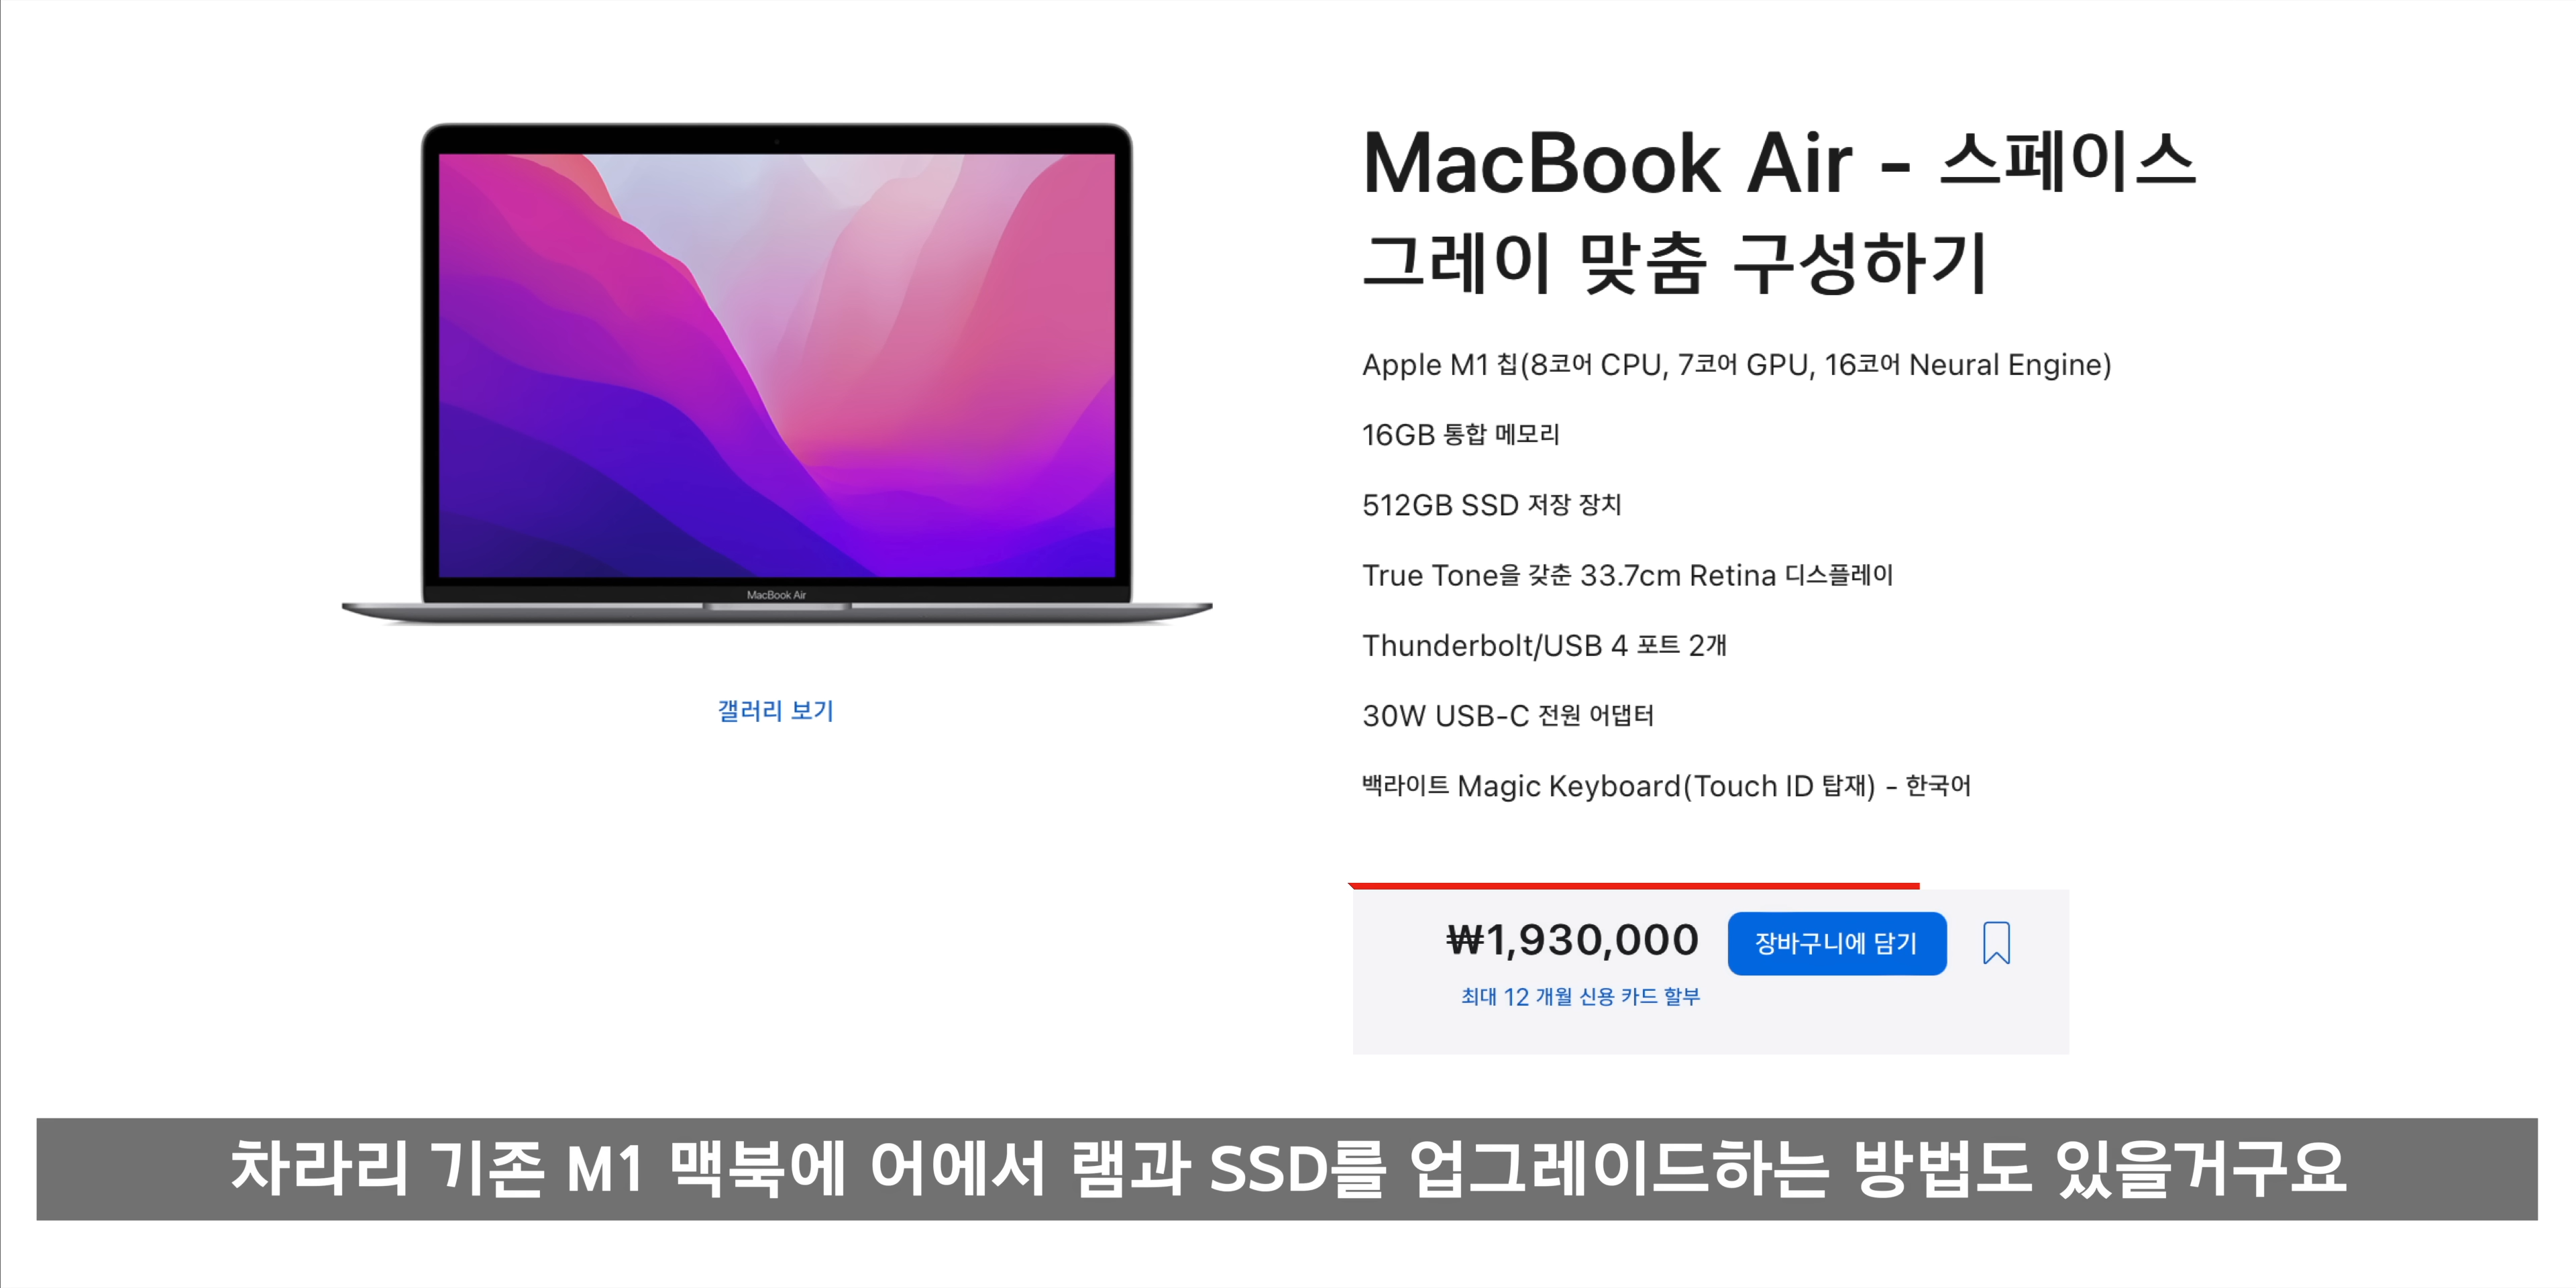 MacBook Air
갤러리 보기
MacBook Air - 스페이스
그레이 맞춤 구성하기
Apple M1 칩(8코어 CPU, 7코어 GPU, 16코어 Neural Engine)
16GB 통합 메모리
512GB SSD 저장 장치
True Tone을 갖춘 33.7cm Retina 디스플레이
Thunderbolt/USB 4 포트 2개
30W USB-C 전원 어댑터
백라이트 Magic Keyboard(Touch ID 탑재) - 한국어
₩1,930,000
장바구니에 담기
최대 12 개월 신용 카드 할부
차라리 기존 M1 맥북에 어에서 램과 SSD를 업그레이드하는 방법도 있을거구요